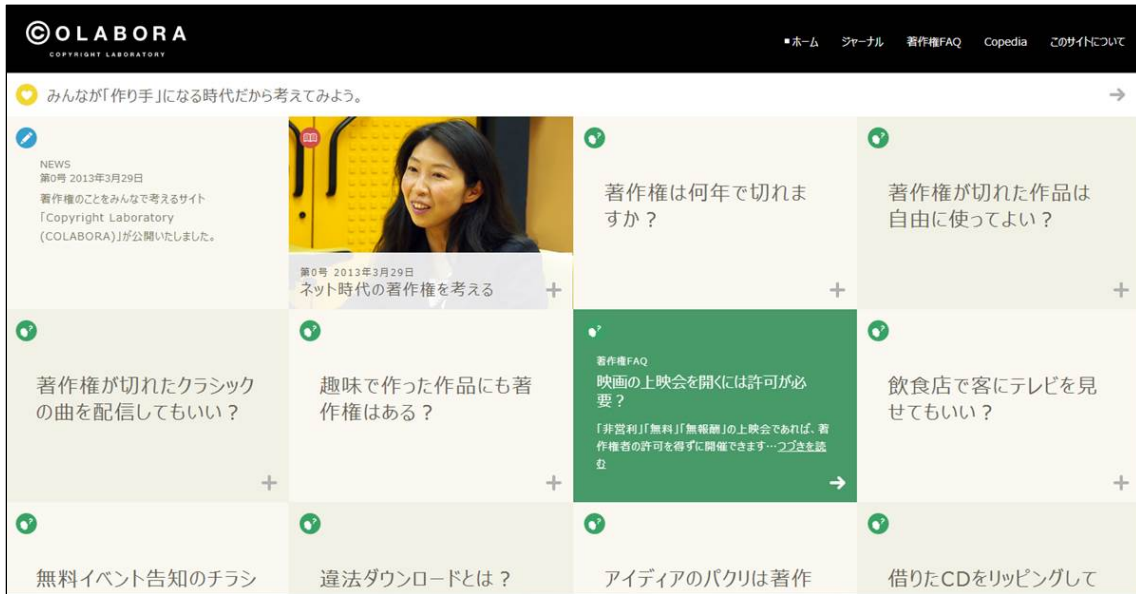 ©OLABORA
COPYRIGHT LABORATORY
ホーム ジャーナル 著作権FAQ Copedia このサイトについて
みんなが「作り手」になる時代だから考えてみよう。
NEWS
第0号 2013年3月29日
著作権のことをみんなで考えるサイト
「Copyright Laboratory
(COLABORA)」が公開いたしました。
第0号 2013年3月29日
ネット時代の著作権を考える
著作権は何年で切れま
すか？
著作権が切れた作品は
自由に使ってよい？
著作権が切れたクラシック
の曲を配信してもいい？
趣味で作った作品にも著
作権はある？
著作権FAQ
映画の上映会を開くには許可が必
要？
「非営利」「無料」「無報酬」の上映会であれば、著
作権者の許可を得ずに開催できます…つづきを読
む
飲食店で客にテレビを見
せてもいい？
無料イベント告知のチラシ
違法ダウンロードとは？
アイディアのパクリは著作
借りたCDをリッピングして